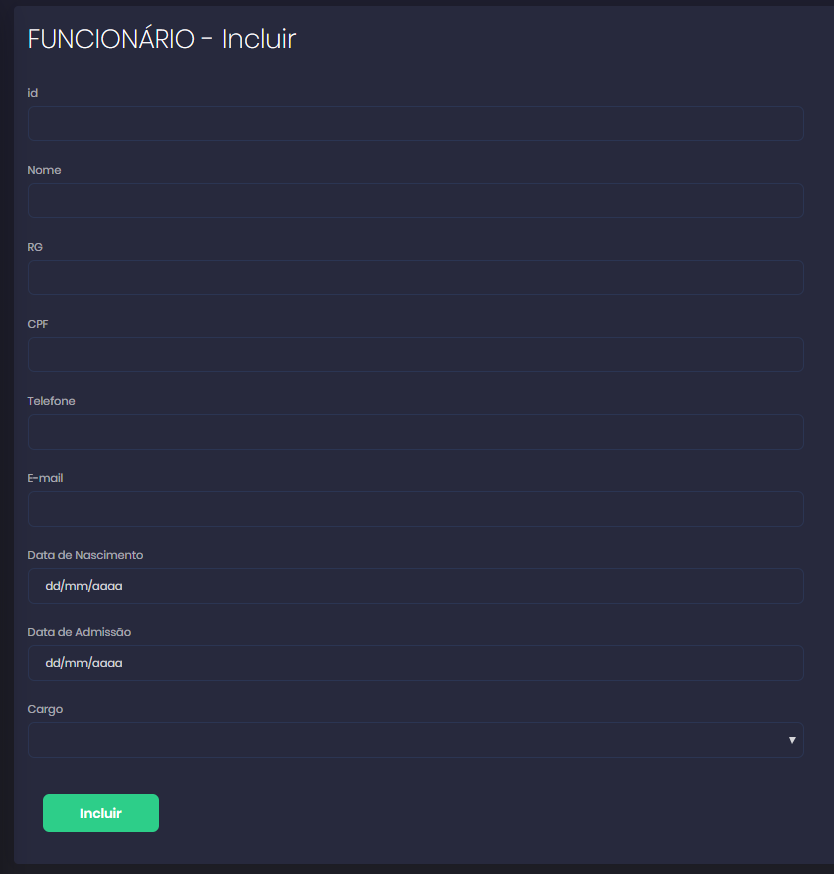 FUNCIONÁRIO - Incluir
id
Nome
RG
CPF
Telefone
E-mail
Data de Nascimento
dd/mm/aaaa
Data de Admissão
dd/mm/aaaa
Cargo
Incluir